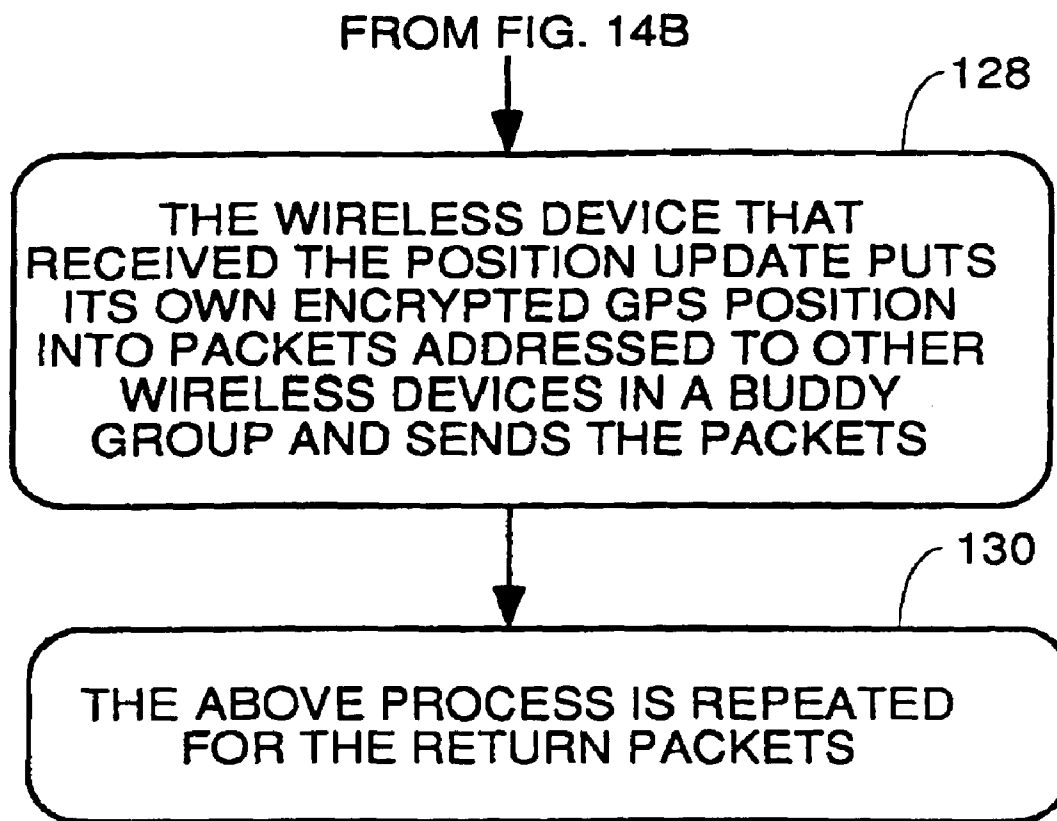 FROM FIG. 14B
128
THE WIRELESS DEVICE THAT
RECEIVED THE POSITION UPDATE PUTS
ITS OWN ENCRYPTED GPS POSITION
INTO PACKETS ADDRESSED TO OTHER
WIRELESS DEVICES IN A BUDDY
GROUP AND SENDS THE PACKETS
130
THE ABOVE PROCESS IS REPEATED
FOR THE RETURN PACKETS